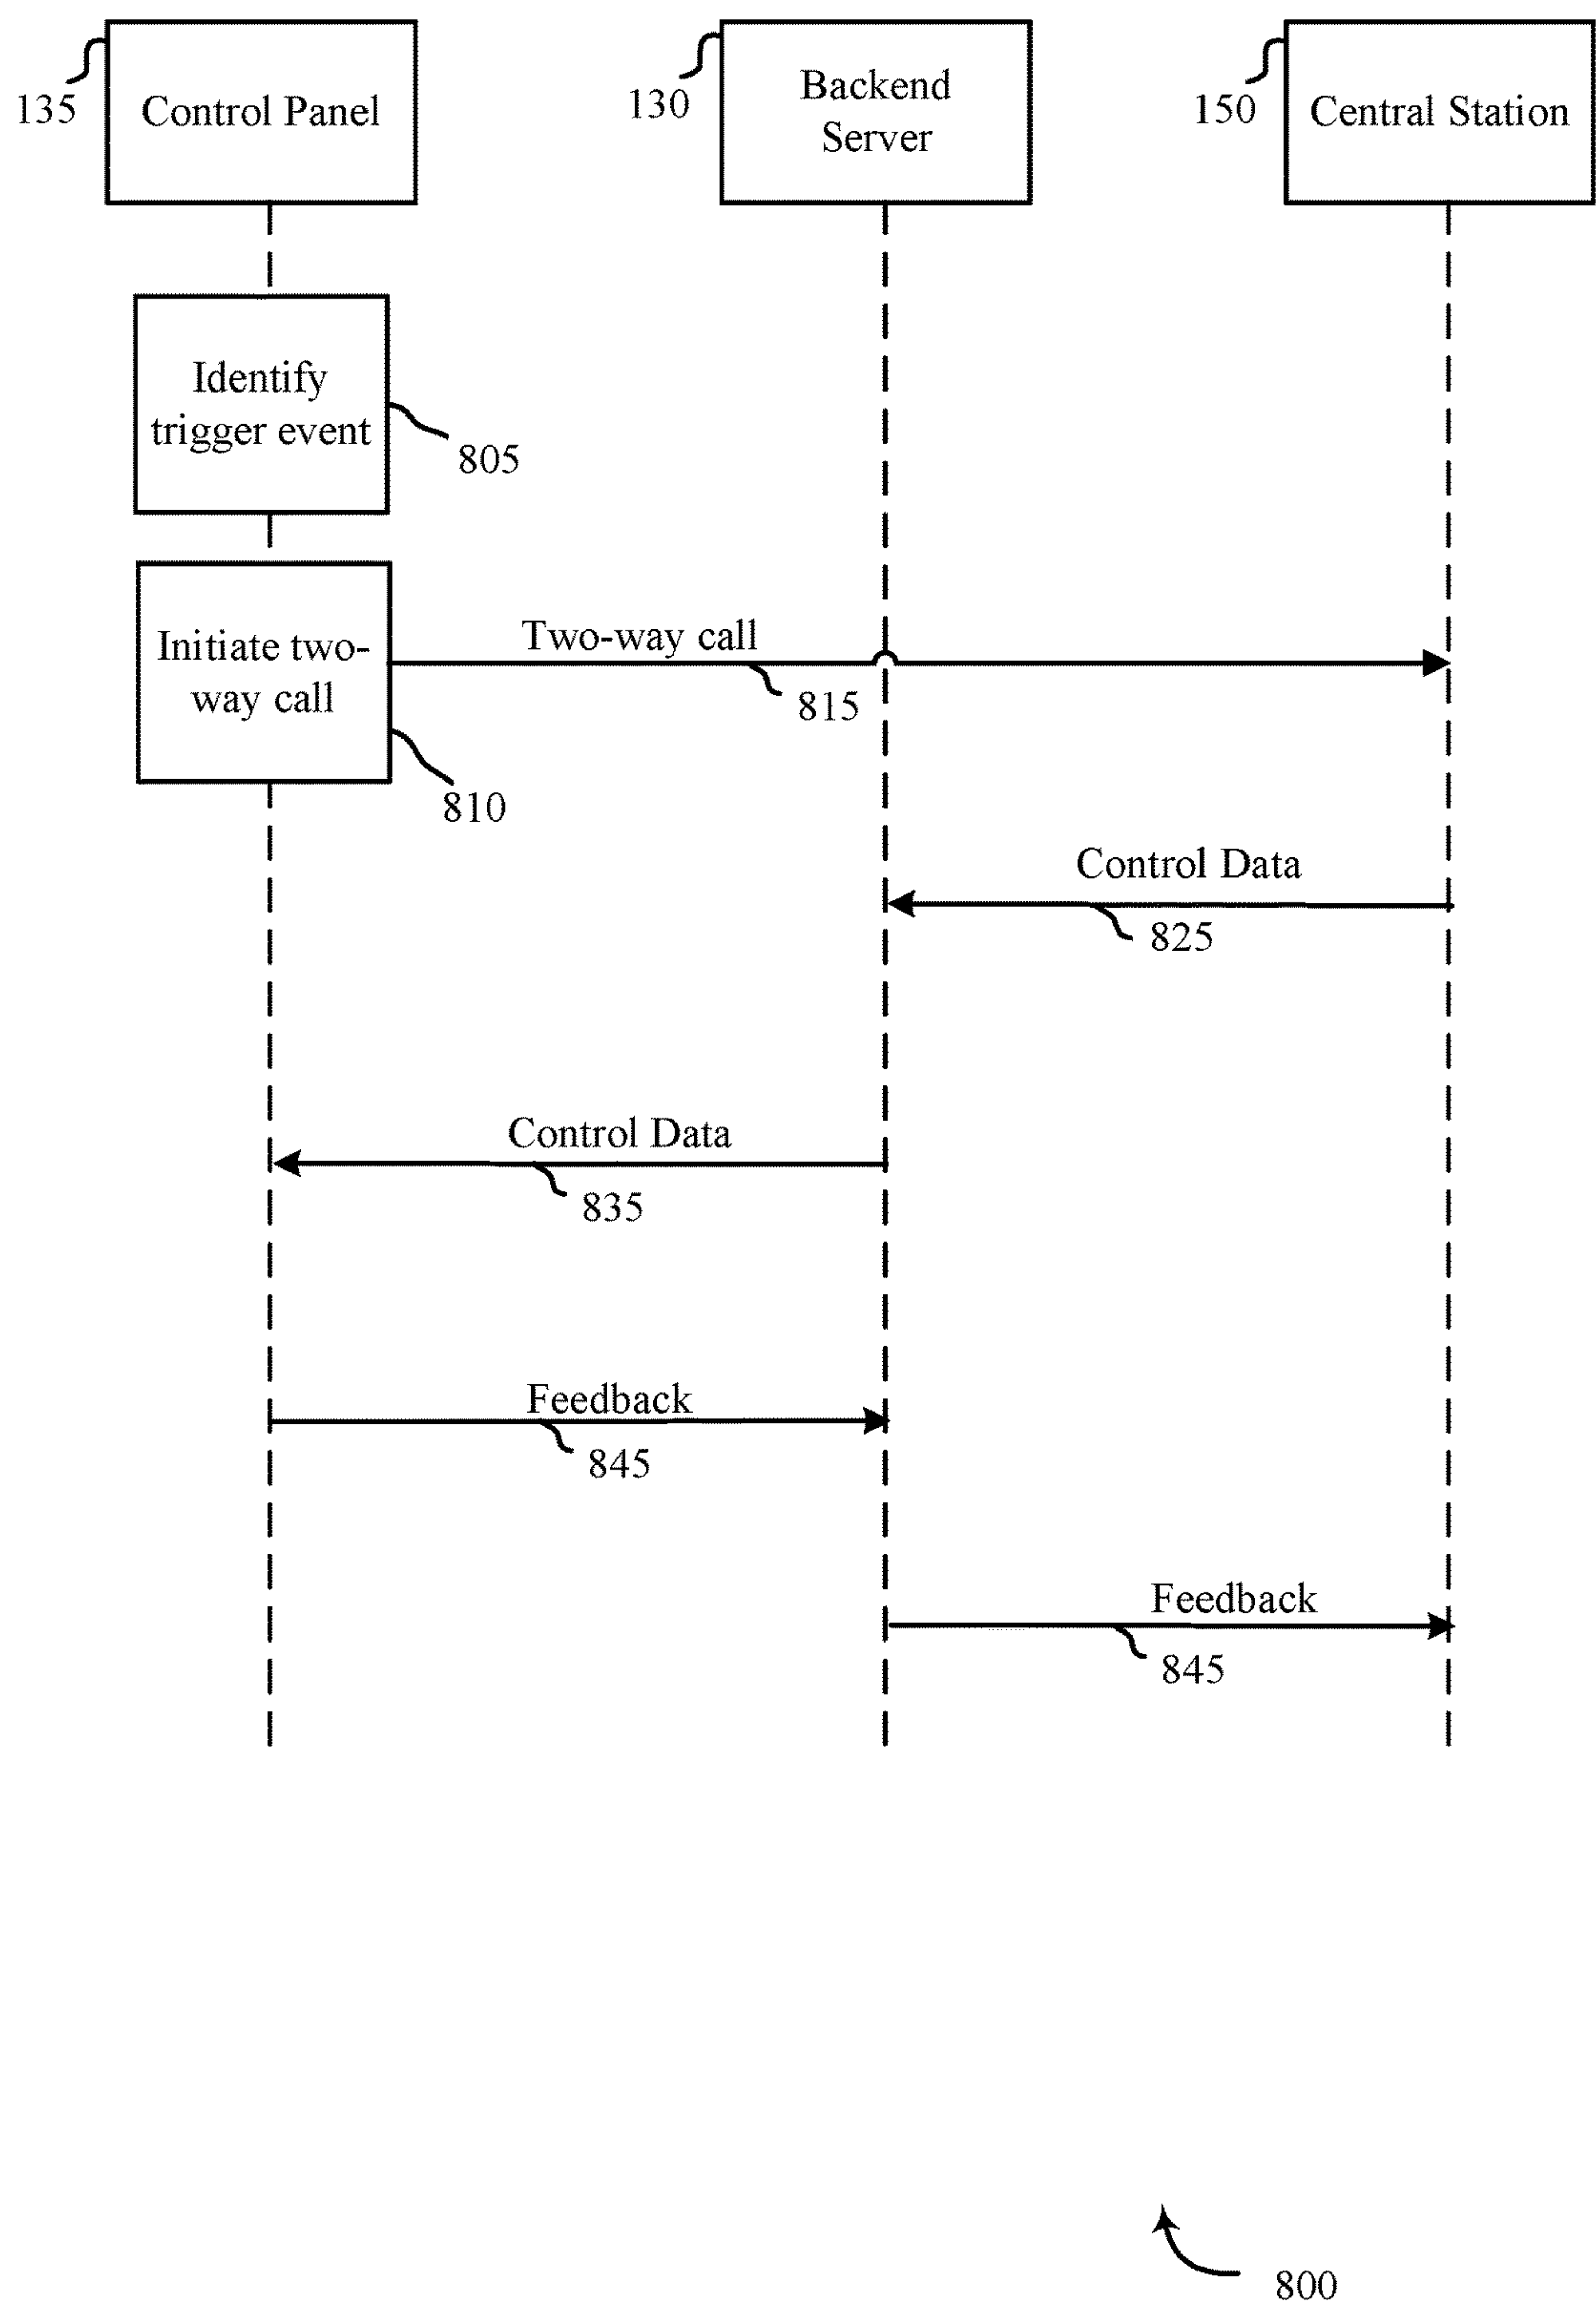 135
Control Panel
130
Backend
Server
150
Central Station
Identify
trigger event
805
Initiate two-
way call
810
Two-way call
815
Control Data
825
Control Data
835
Feedback
845
Feedback
845
800